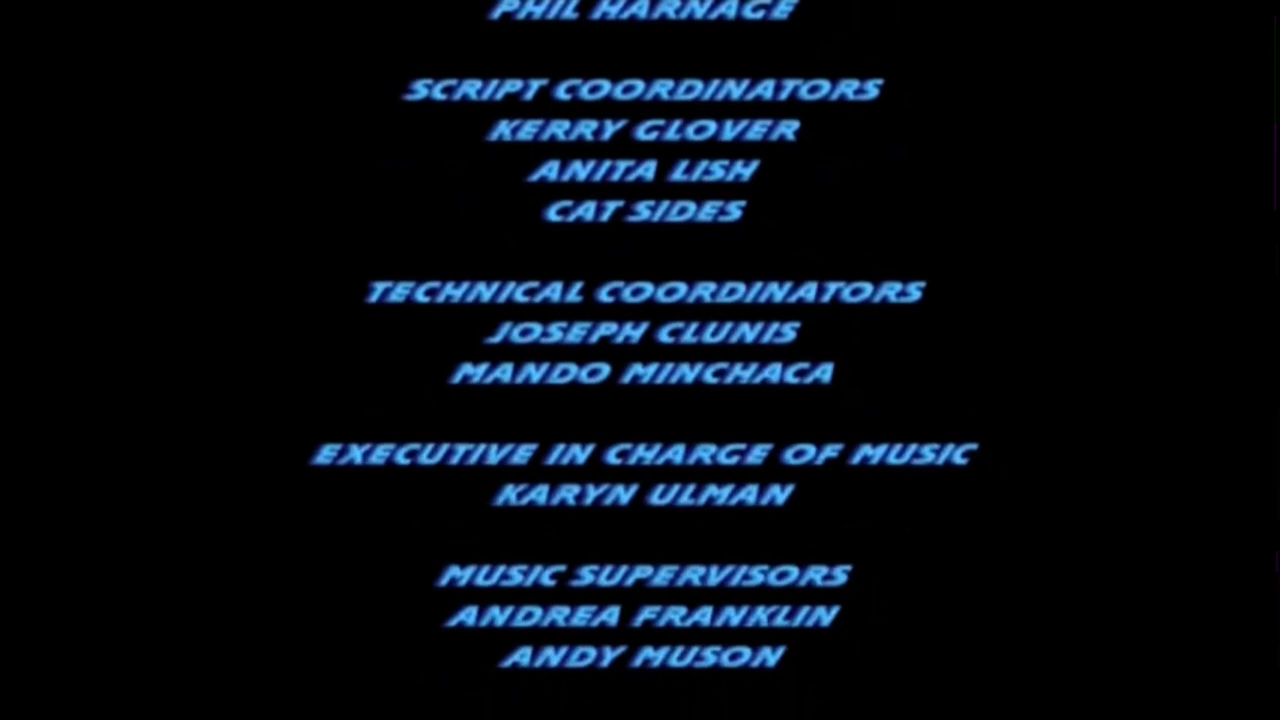 PHIL HARNAGE
SCRIPT COORDINATORS
KERRY GLOVER
ANITA LISH
CAT SIDES
TECHNICAL COORDINATORS
JOSEPH CLUNIS
MANDO MINCHACA
EXECUTIVE IN CHARGE OF MUSIC
KARYN ULMAN
MUSIC SUPERVISORS
ANDREA FRANKLIN
ANDY MUSON